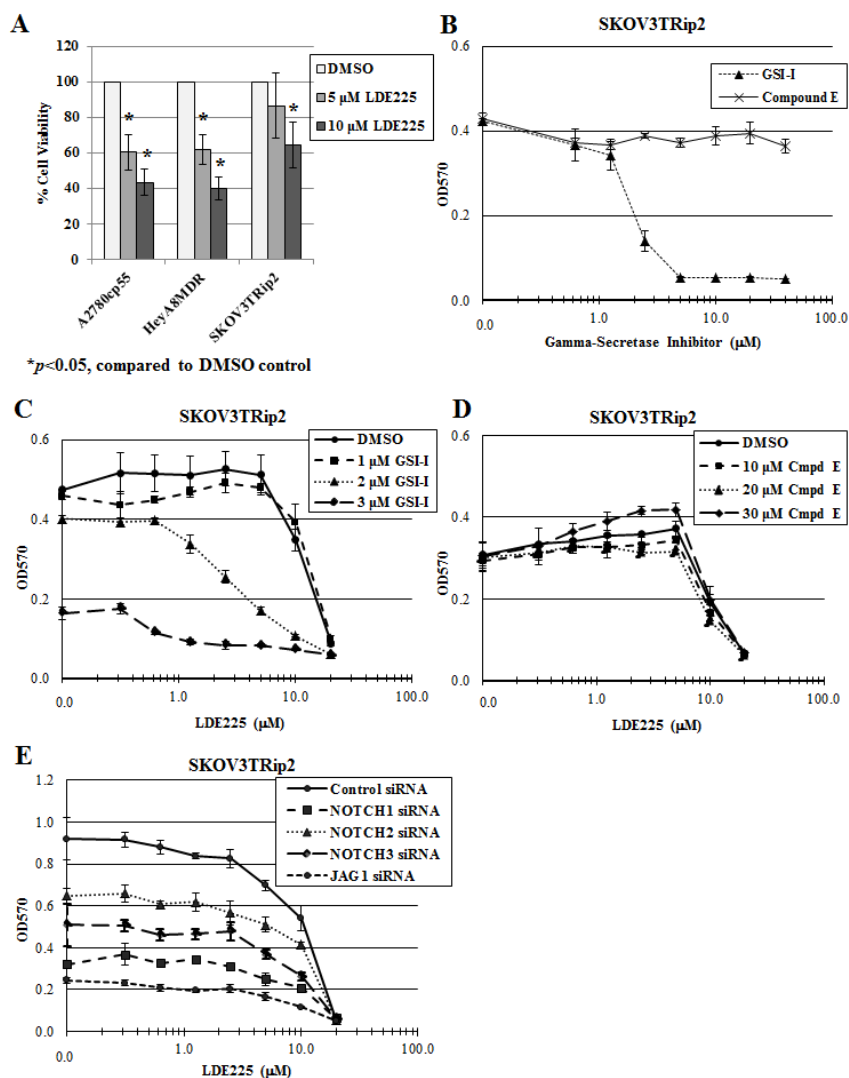 A
120
100
80
60
40
20
0
% Cell Viability
* * * * *
A2780cp55
HeyA8MDR
SKOV3TRip2
DMSO
5 µM LDE225
10 µM LDE225
*p<0.05, compared to DMSO control
B
SKOV3TRip2
GSI-I
Compound E
0.6
0.4
0.2
0.0
OD570
0.0 1.0 10.0 100.0
Gamma-Secretase Inhibitor (µM)
C
SKOV3TRip2
DMSO
1 µM GSI-I
2 µM GSI-I
3 µM GSI-I
0.6
0.4
0.2
0.0
OD570
0.0 1.0 10.0 100.0
LDE225 (µM)
D
SKOV3TRip2
DMSO
10 µM Cmpd E
20 µM Cmpd E
30 µM Cmpd E
0.6
0.4
0.2
0.0
OD570
0.0 1.0 10.0 100.0
LDE225 (µM)
E
SKOV3TRip2
Control siRNA
NOTCH1 siRNA
NOTCH2 siRNA
NOTCH3 siRNA
JAG1 siRNA
1.2
1.0
0.8
0.6
0.4
0.2
0.0
OD570
0.0 1.0 10.0 100.0
LDE225 (µM)